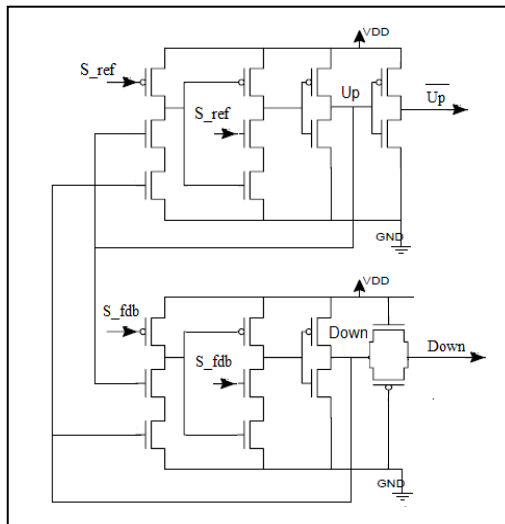 VDD
S_ref
S_ref
Up
Up
GND
VDD
S_fdb
Down
Down
S_fdb
GND